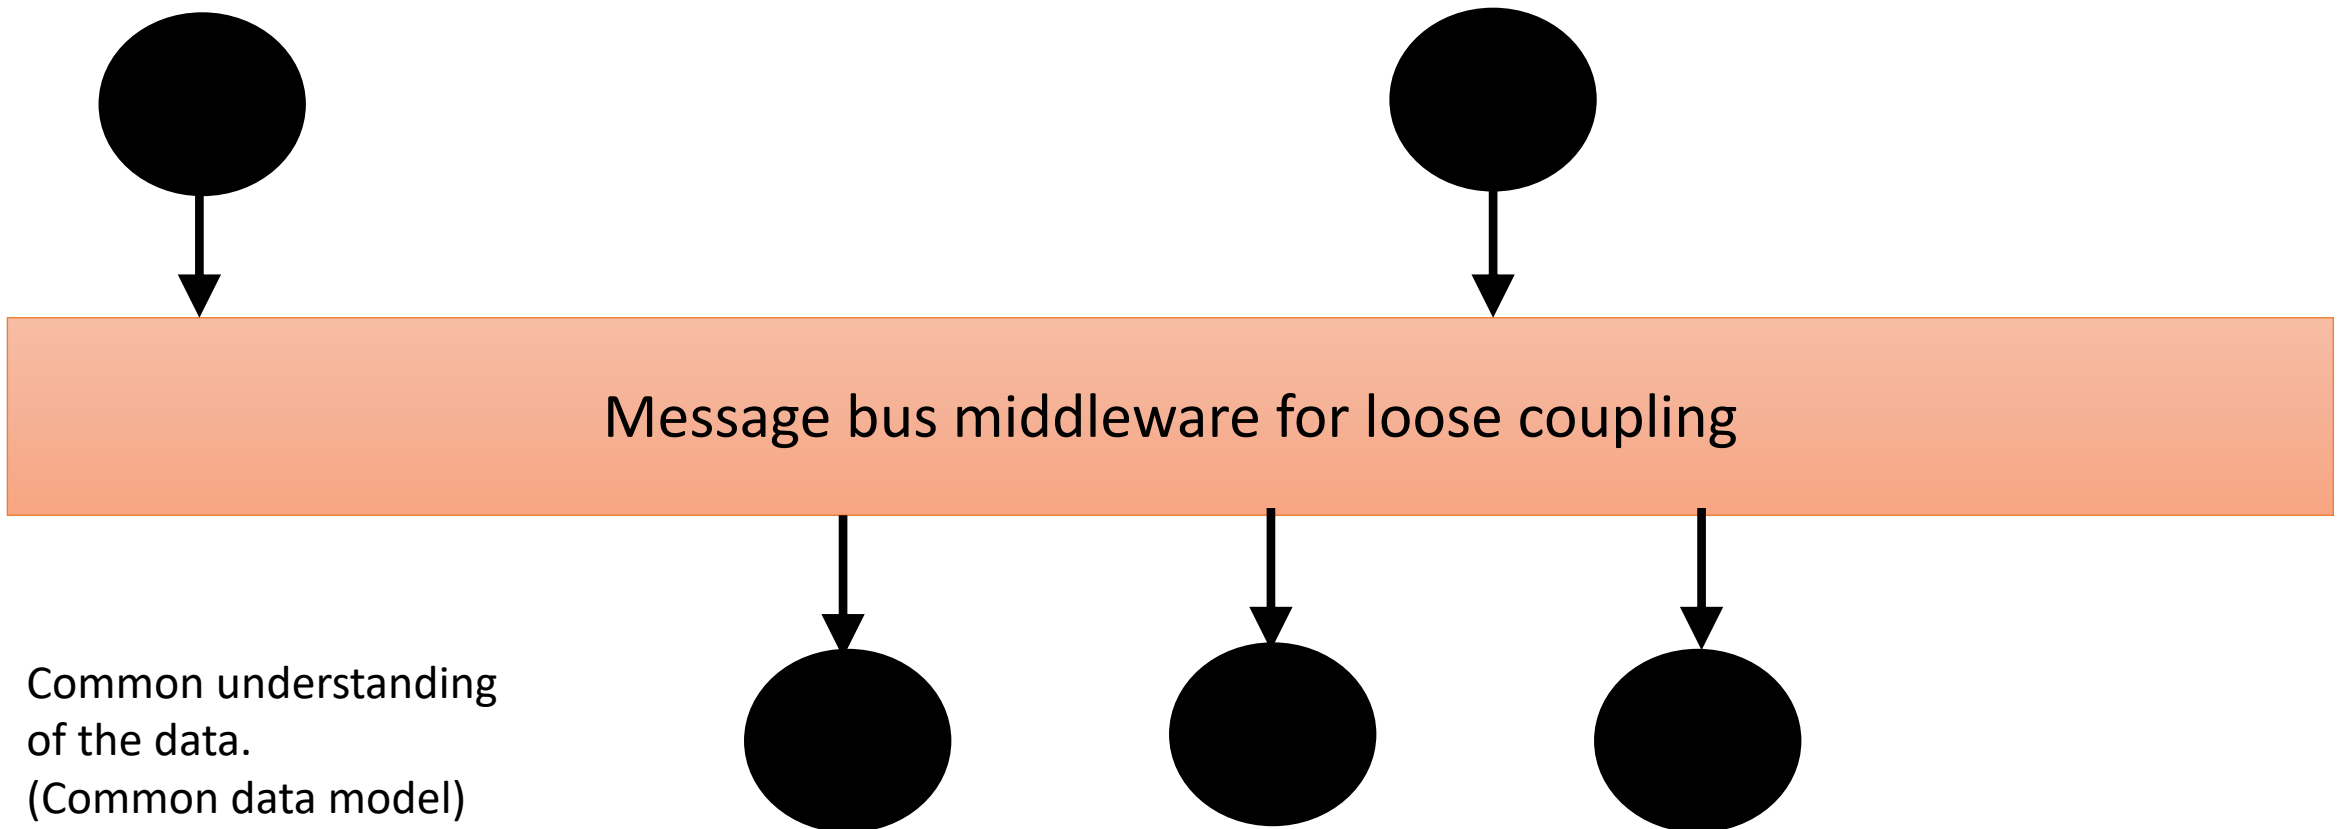 Message bus middleware for loose coupling
Common understanding
of the data.
(Common data model)